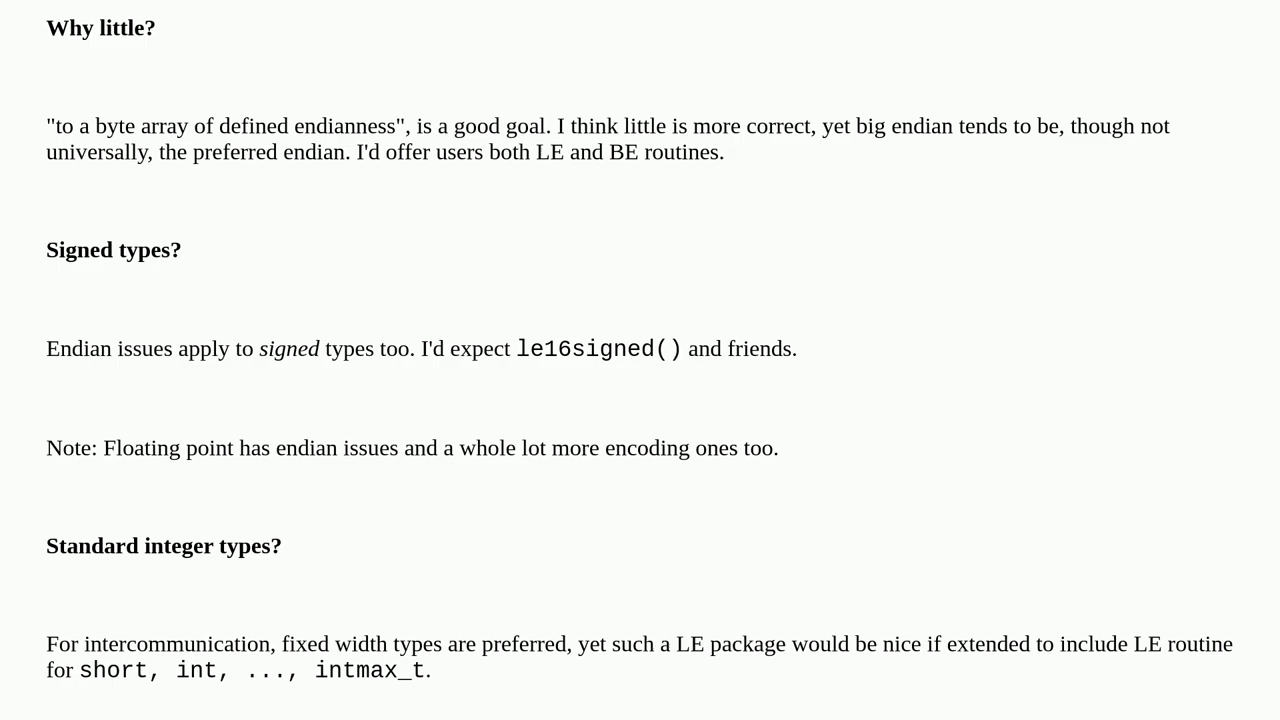 Why little?
"to a byte array of defined endianness", is a good goal. I think little is more correct, yet big endian tends to be, though not
universally, the preferred endian. I'd offer users both LE and BE routines.
Signed types?
Endian issues apply to signed types too. I'd expect le16signed() and friends.
Note: Floating point has endian issues and a whole lot more encoding ones too.
Standard integer types?
For intercommunication, fixed width types are preferred, yet such a LE package would be nice if extended to include LE routine
for short, int, ..., intmax_t.